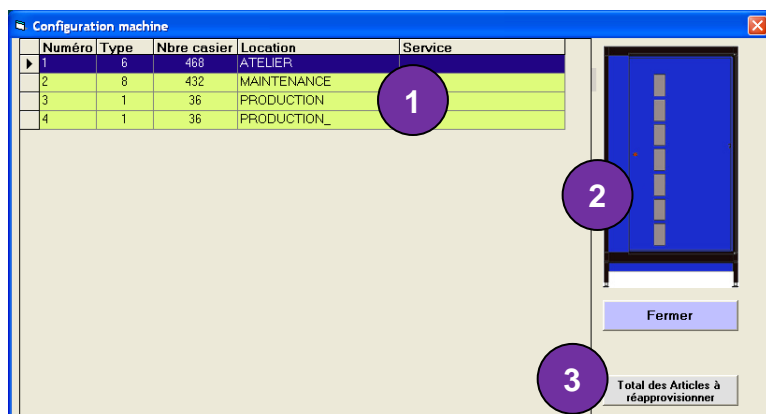 Configuration machine
Numéro Type Nbre casier Location Service
1 6 468 ATELIER
2 8 432 MAINTENANCE
3 1 36 PRODUCTION
4 1 36 PRODUCTION_
1
2
Fermer
3
Total des Articles à
réapprovisionner